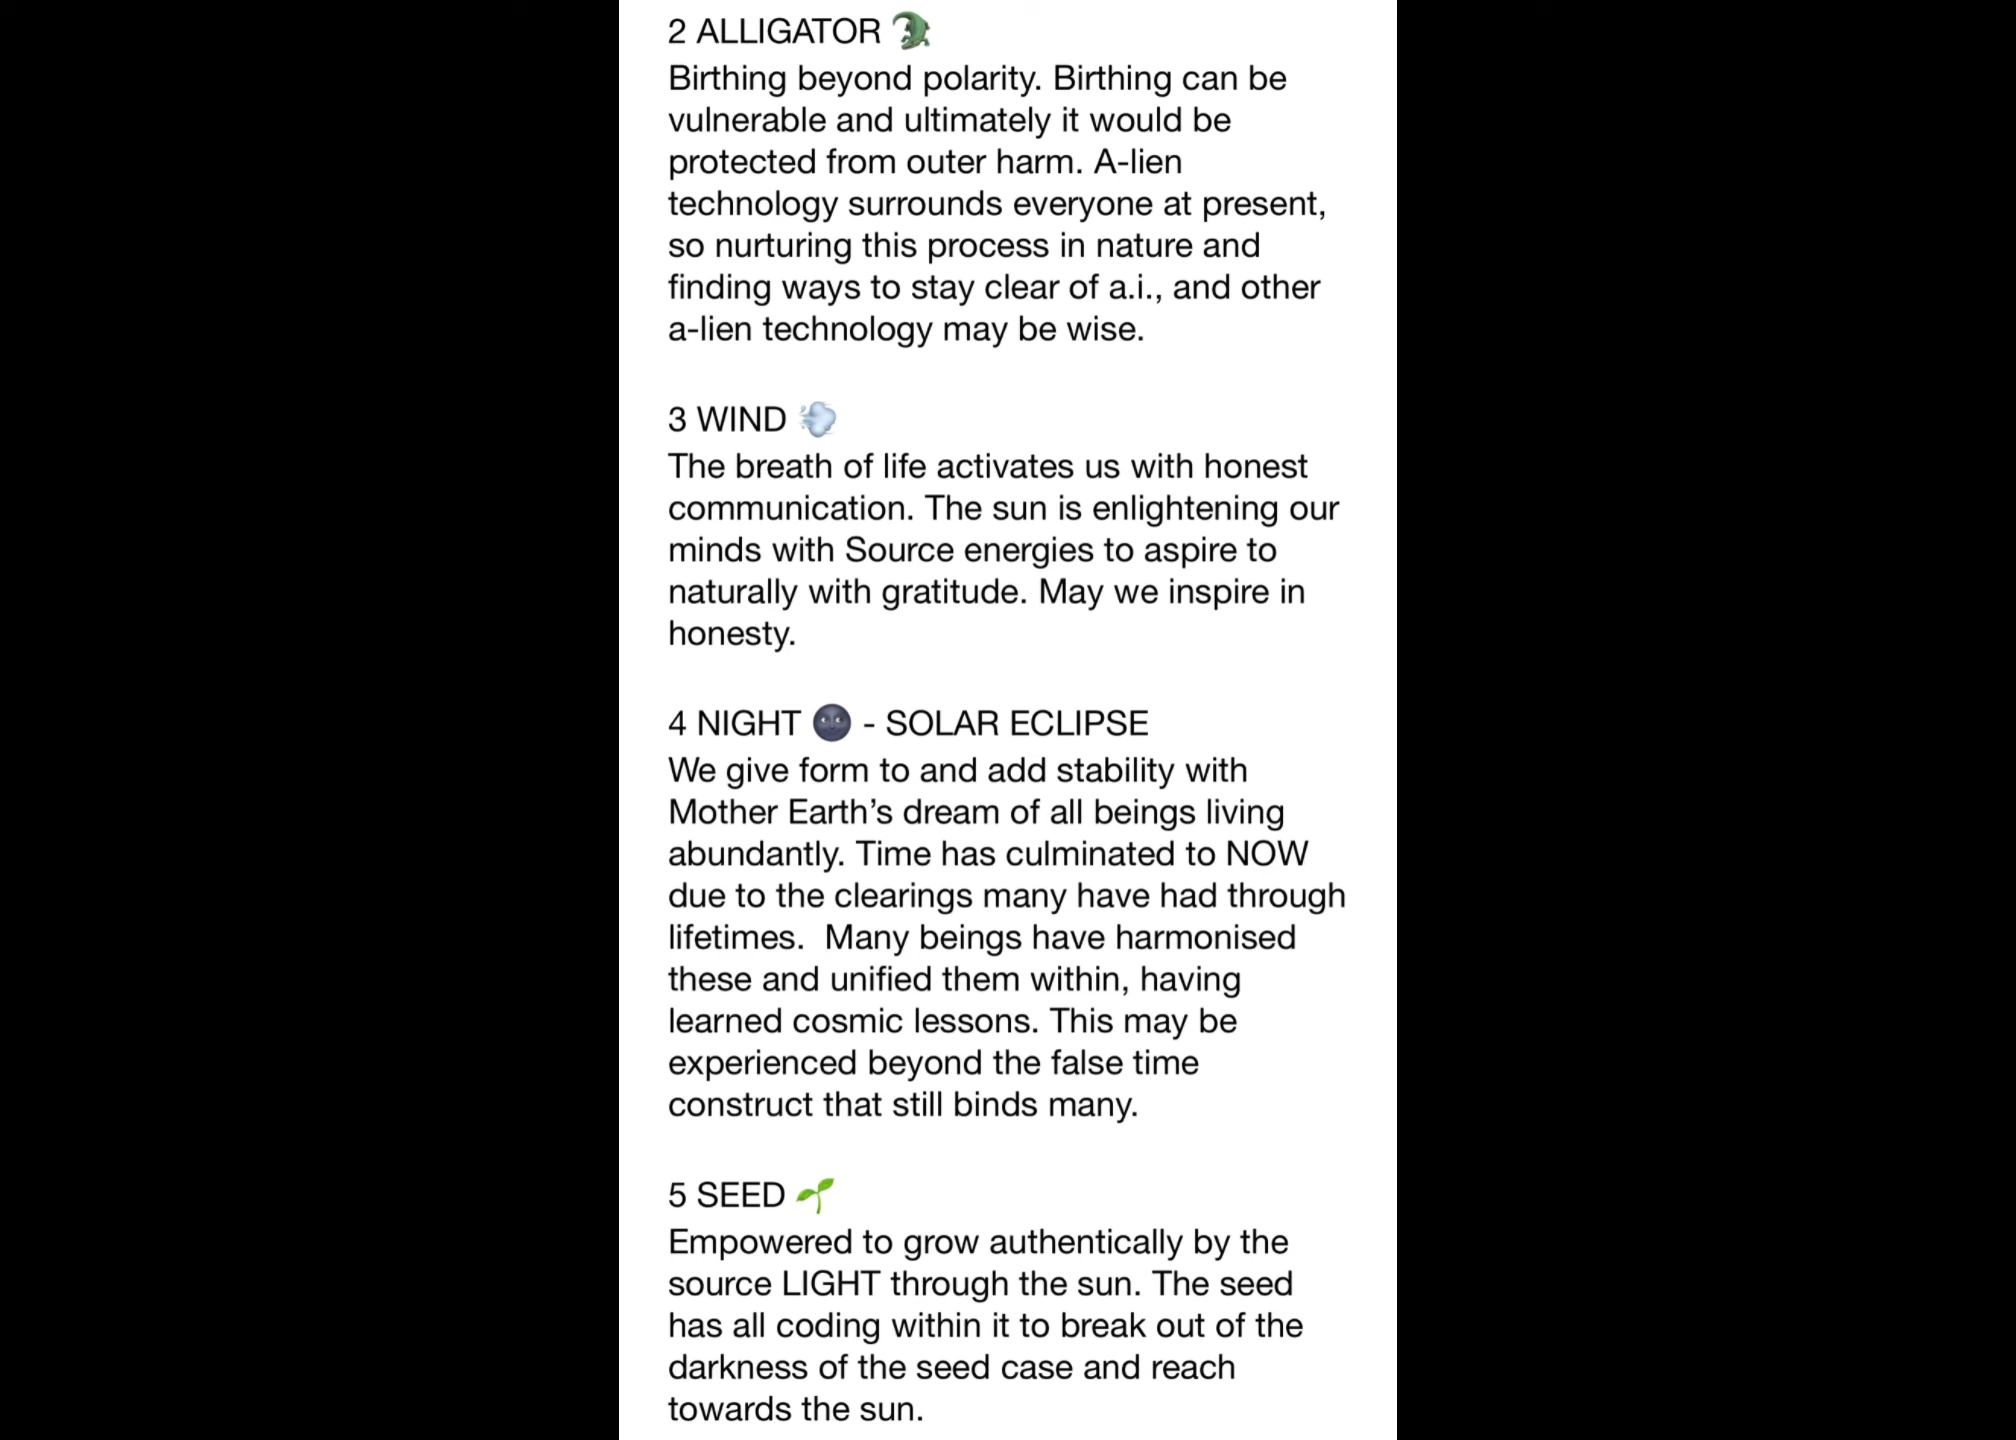 2 ALLIGATOR 🐊
Birthing beyond polarity. Birthing can be
vulnerable and ultimately it would be
protected from outer harm. A-lien
technology surrounds everyone at present,
so nurturing this process in nature and
finding ways to stay clear of a.i., and other
a-lien technology may be wise.
3 WIND 💨
The breath of life activates us with honest
communication. The sun is enlightening our
minds with Source energies to aspire to
naturally with gratitude. May we inspire in
honesty.
4 NIGHT 🌚 - SOLAR ECLIPSE
We give form to and add stability with
Mother Earth’s dream of all beings living
abundantly. Time has culminated to NOW
due to the clearings many have had through
lifetimes.  Many beings have harmonised
these and unified them within, having
learned cosmic lessons. This may be
experienced beyond the false time
construct that still binds many.
5 SEED 🌱
Empowered to grow authentically by the
source LIGHT through the sun. The seed
has all coding within it to break out of the
darkness of the seed case and reach
towards the sun.